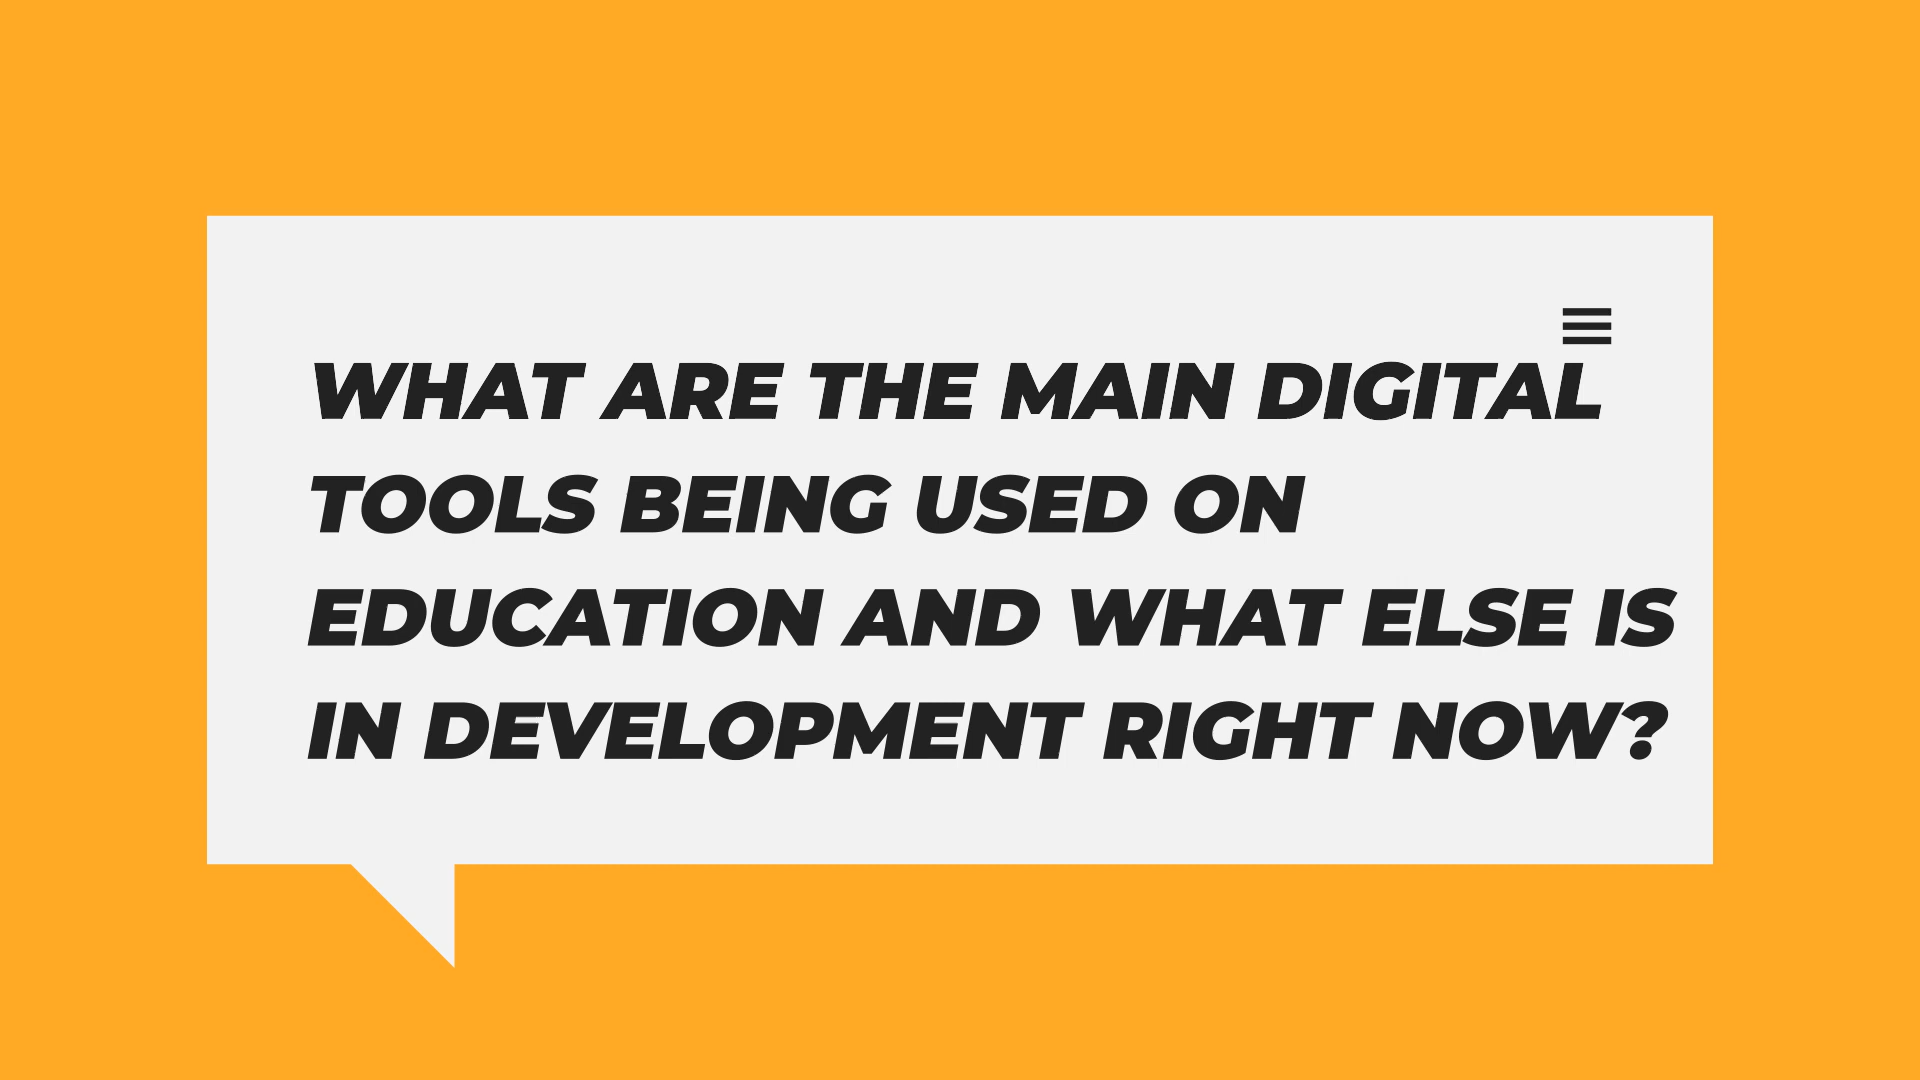 WHAT ARE THE MAIN DIGITAL
TOOLS BEING USED ON
EDUCATION AND WHAT ELSE IS
IN DEVELOPMENT RIGHT NOW?